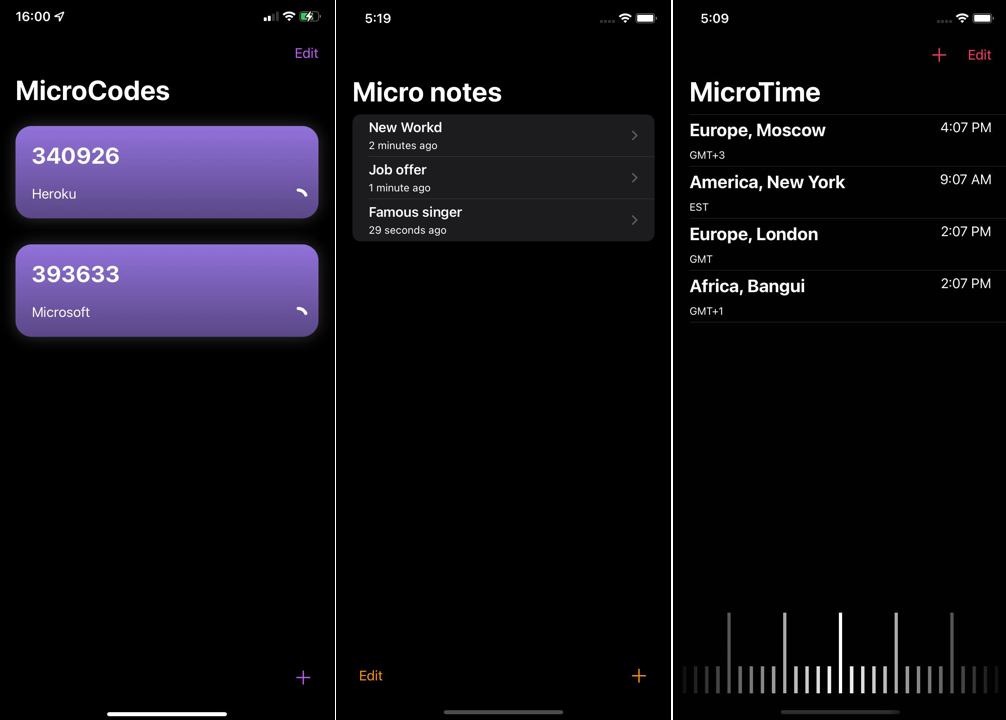 16:00
Edit
MicroCodes
340926
Heroku
393633
Microsoft
5:19
Micro notes
New Workd
2 minutes ago
Job offer
1 minute ago
Famous singer
29 seconds ago
Edit
5:09
Edit
MicroTime
Europe, Moscow
4:07 PM
GMT+3
America, New York
9:07 AM
EST
Europe, London
2:07 PM
GMT
Africa, Bangui
2:07 PM
GMT+1